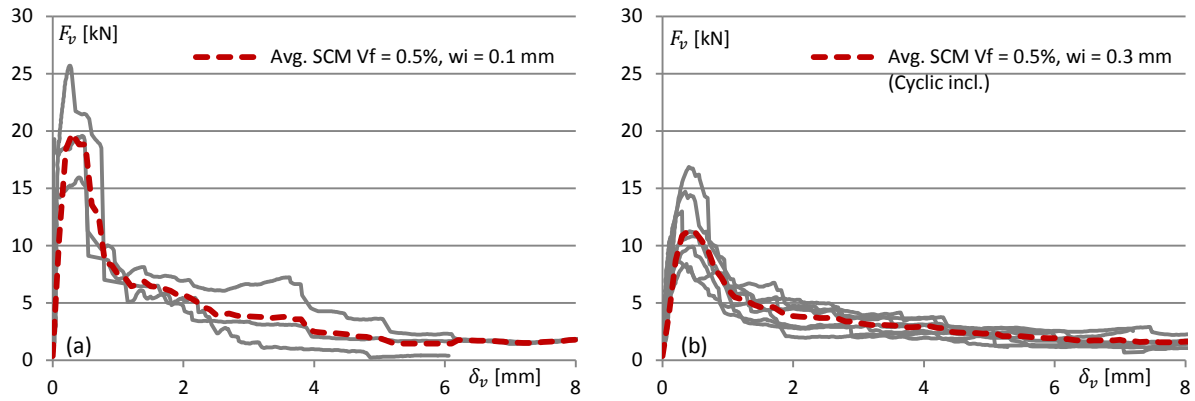 30
25
20
15
10
5
0
F_v [kN]
Avg. SCM Vf = 0.5%, wi = 0.1 mm
(a)
0 2 4 6 8
δ_v [mm]
30
25
20
15
10
5
0
F_v [kN]
Avg. SCM Vf = 0.5%, wi = 0.3 mm
(Cyclic incl.)
(b)
0 2 4 6 8
δ_v [mm]